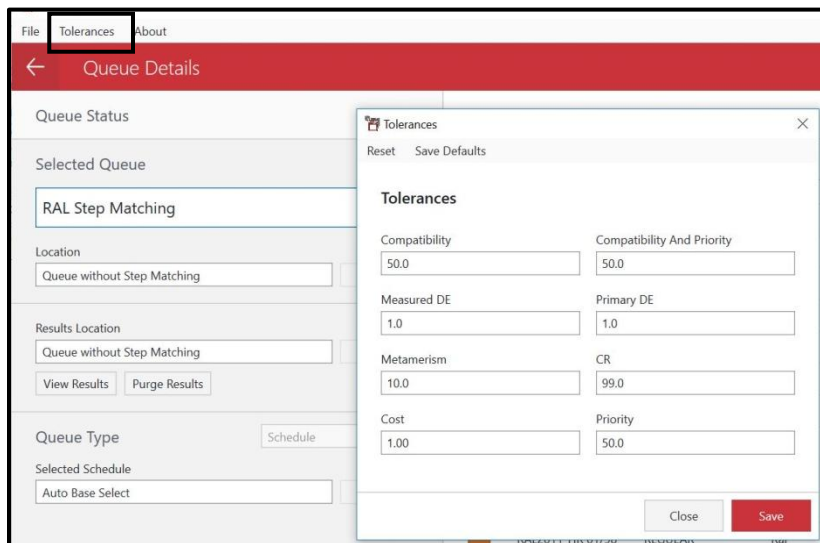 File Tolerances About
Queue Details
Queue Status
Selected Queue
RAL Step Matching
Location
Queue without Step Matching
Results Location
Queue without Step Matching
View Results Purge Results
Queue Type Schedule
Selected Schedule
Auto Base Select
Tolerances
Reset Save Defaults
Tolerances
Compatibility Compatibility And Priority
50.0 50.0
Measured DE Primary DE
1.0 1.0
Metamerism CR
10.0 99.0
Cost Priority
1.00 50.0
Close Save